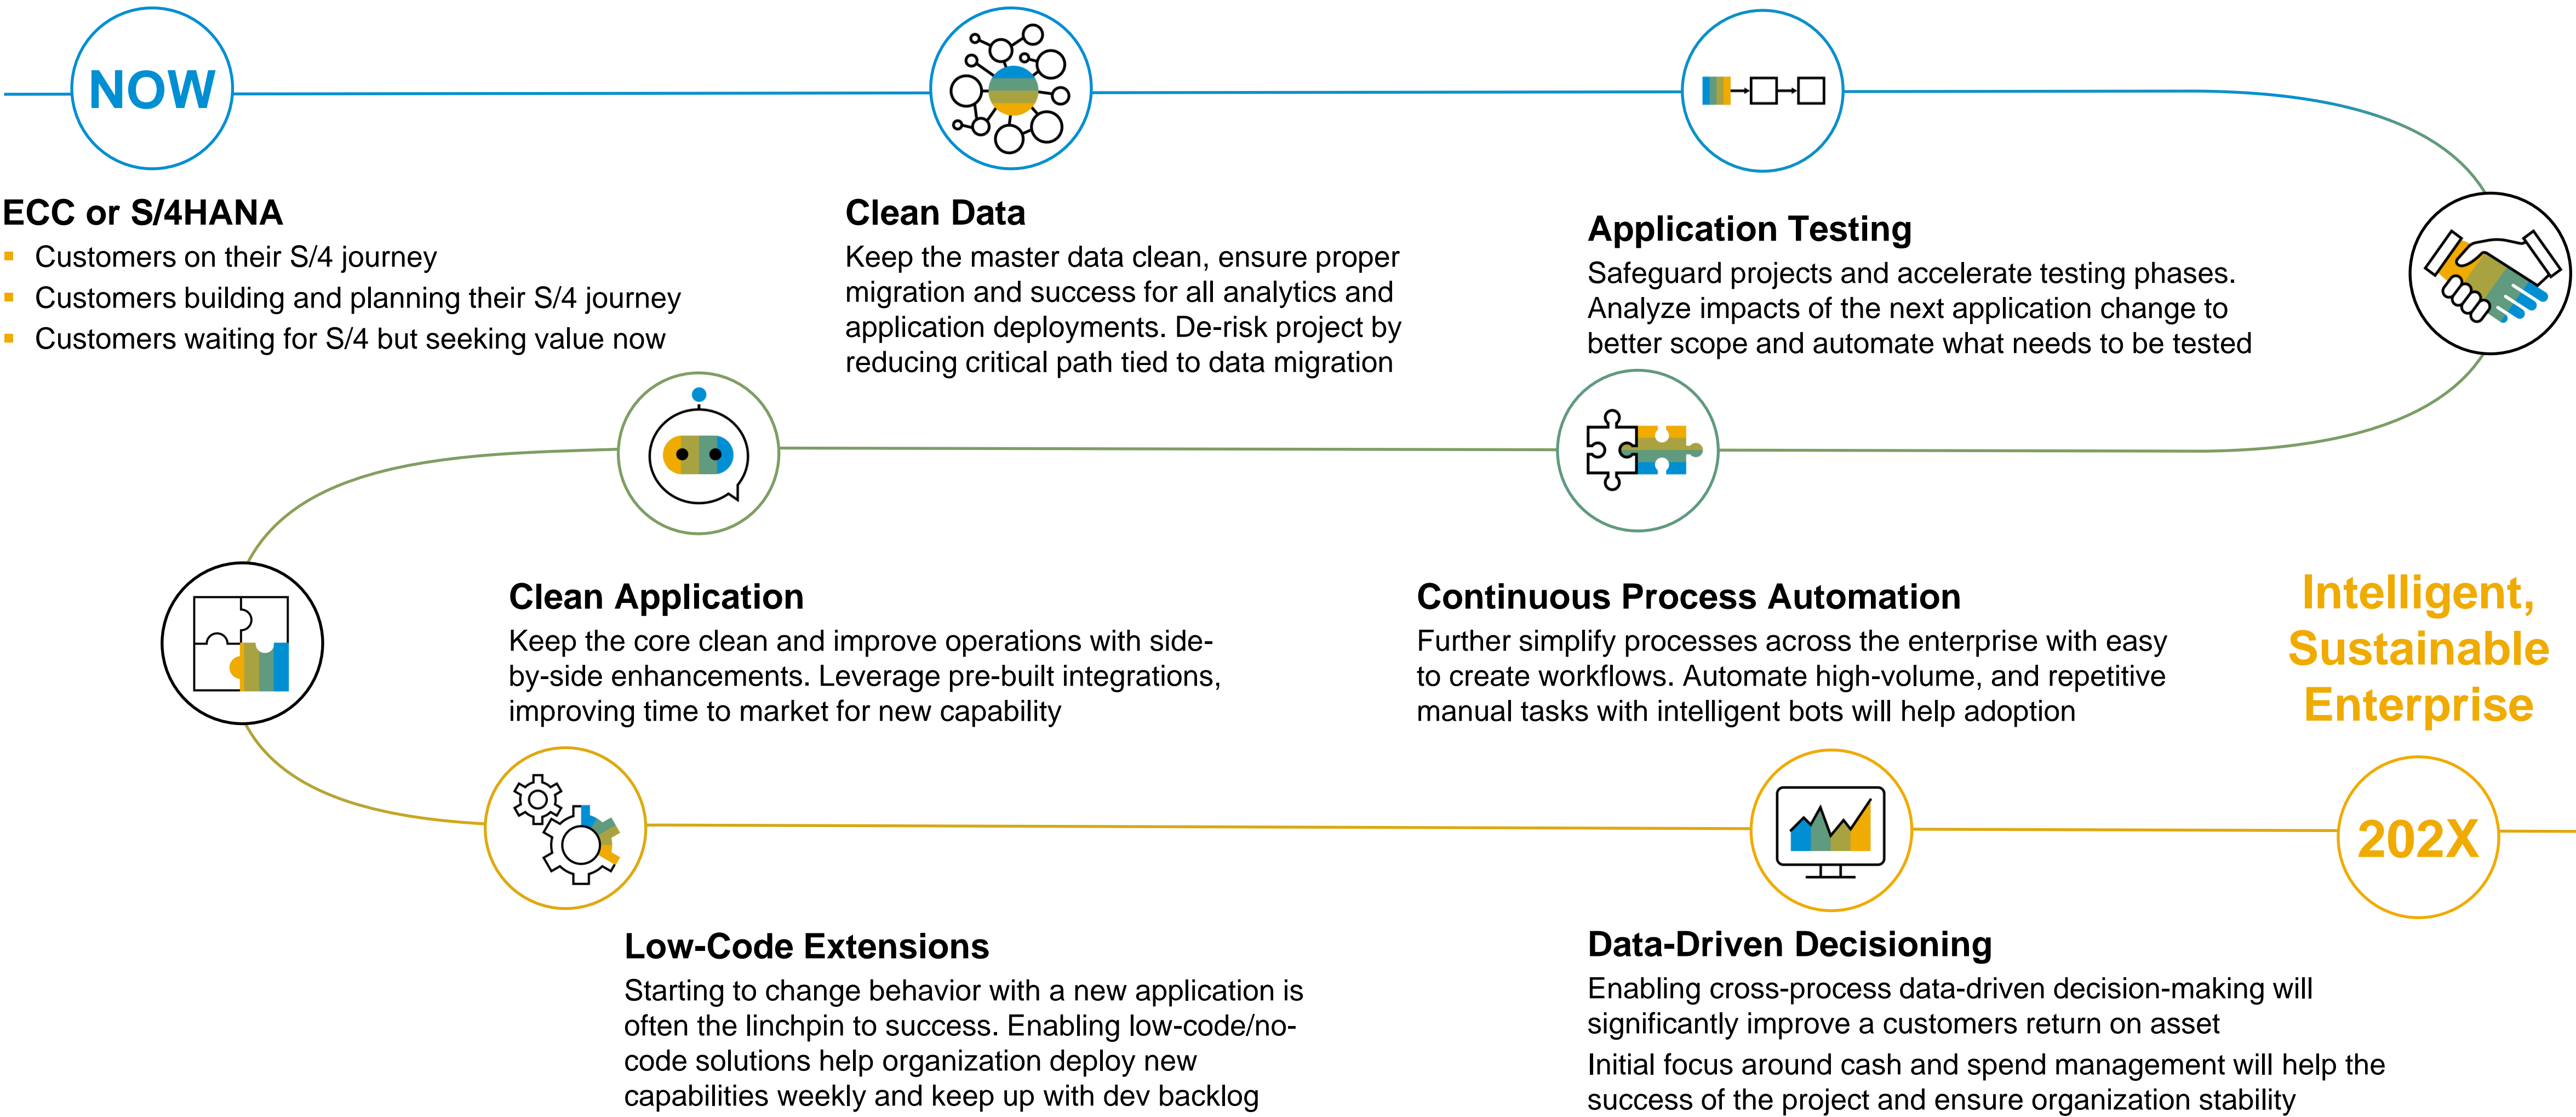 NOW
ECC or S/4HANA
▪ Customers on their S/4 journey
▪ Customers building and planning their S/4 journey
▪ Customers waiting for S/4 but seeking value now
Clean Data
Keep the master data clean, ensure proper
migration and success for all analytics and
application deployments. De-risk project by
reducing critical path tied to data migration
Application Testing
Safeguard projects and accelerate testing phases.
Analyze impacts of the next application change to
better scope and automate what needs to be tested
Clean Application
Keep the core clean and improve operations with side-
by-side enhancements. Leverage pre-built integrations,
improving time to market for new capability
Continuous Process Automation
Further simplify processes across the enterprise with easy
to create workflows. Automate high-volume, and repetitive
manual tasks with intelligent bots will help adoption
Intelligent,
Sustainable
Enterprise
202X
Low-Code Extensions
Starting to change behavior with a new application is
often the linchpin to success. Enabling low-code/no-
code solutions help organization deploy new
capabilities weekly and keep up with dev backlog
Data-Driven Decisioning
Enabling cross-process data-driven decision-making will
significantly improve a customers return on asset
Initial focus around cash and spend management will help the
success of the project and ensure organization stability